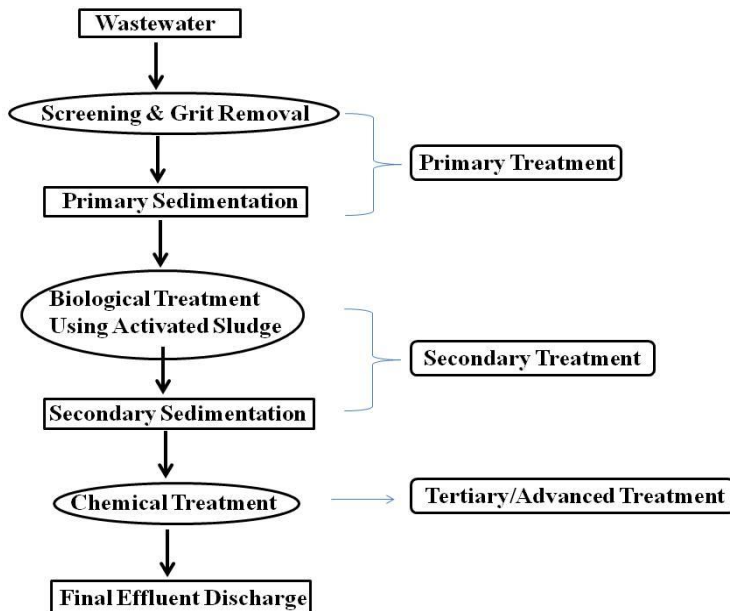 Wastewater
Screening & Grit Removal
Primary Treatment
Primary Sedimentation
Biological Treatment
Using Activated Sludge
Secondary Treatment
Secondary Sedimentation
Chemical Treatment
Tertiary/Advanced Treatment
Final Effluent Discharge